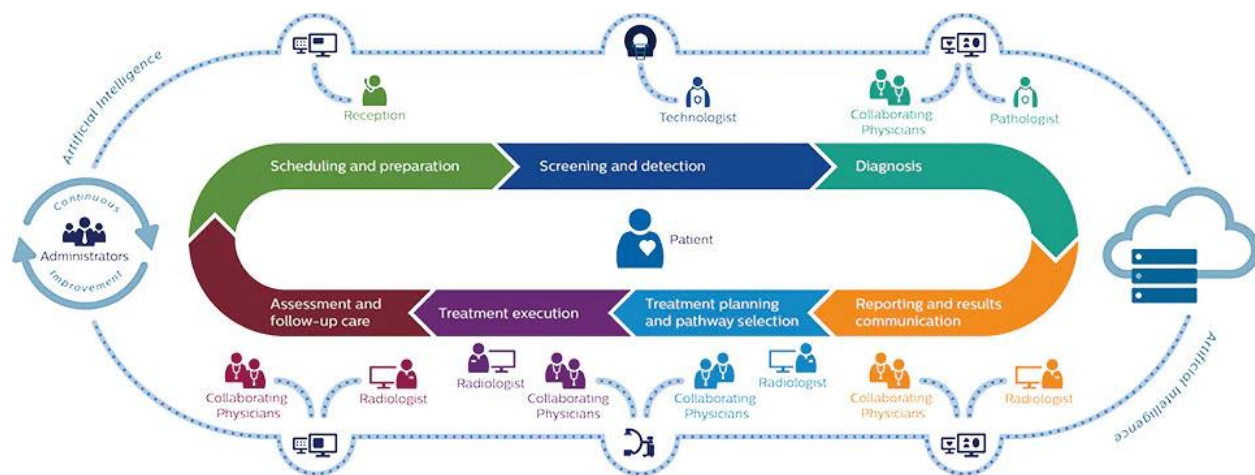 Artificial Intelligence
Reception
Technologist
Collaborating
Physicians
Pathologist
Scheduling and preparation
Screening and detection
Diagnosis
Continuous
Administrators
Improvement
Patient
Assessment and
follow-up care
Treatment execution
Treatment planning
and pathway selection
Reporting and results
communication
Collaborating
Physicians
Radiologist
Radiologist
Collaborating
Physicians
Collaborating
Physicians
Radiologist
Collaborating
Physicians
Radiologist
Artificial Intelligence